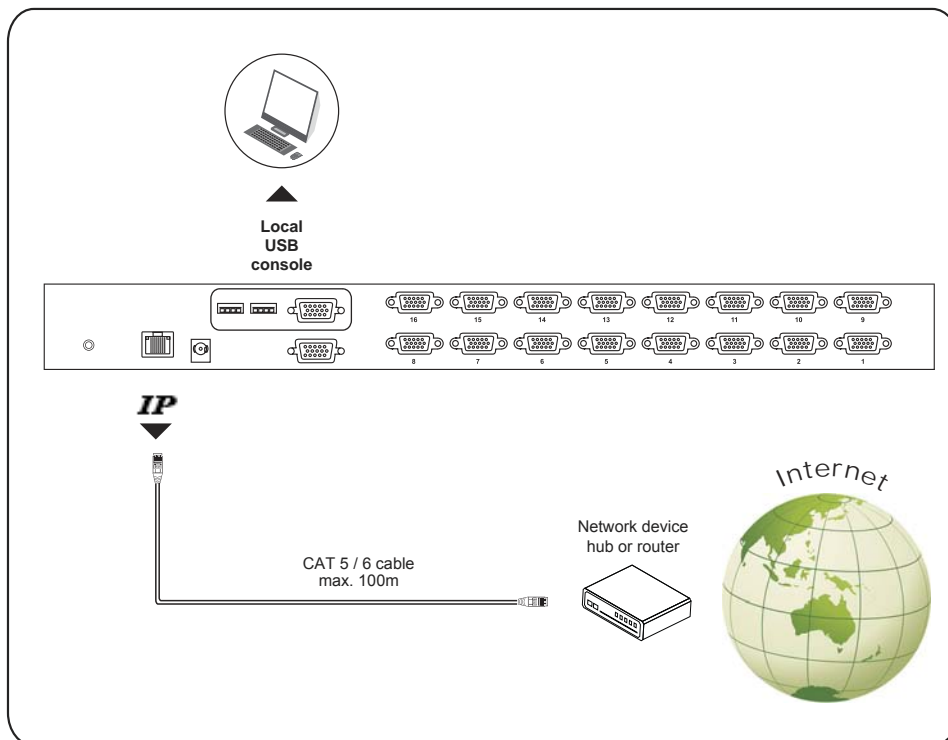 Local
USB
console
16 15 14 13 12 11 10 9
8 7 6 5 4 3 2 1
IP
Internet
Network device
hub or router
CAT 5 / 6 cable
max. 100m